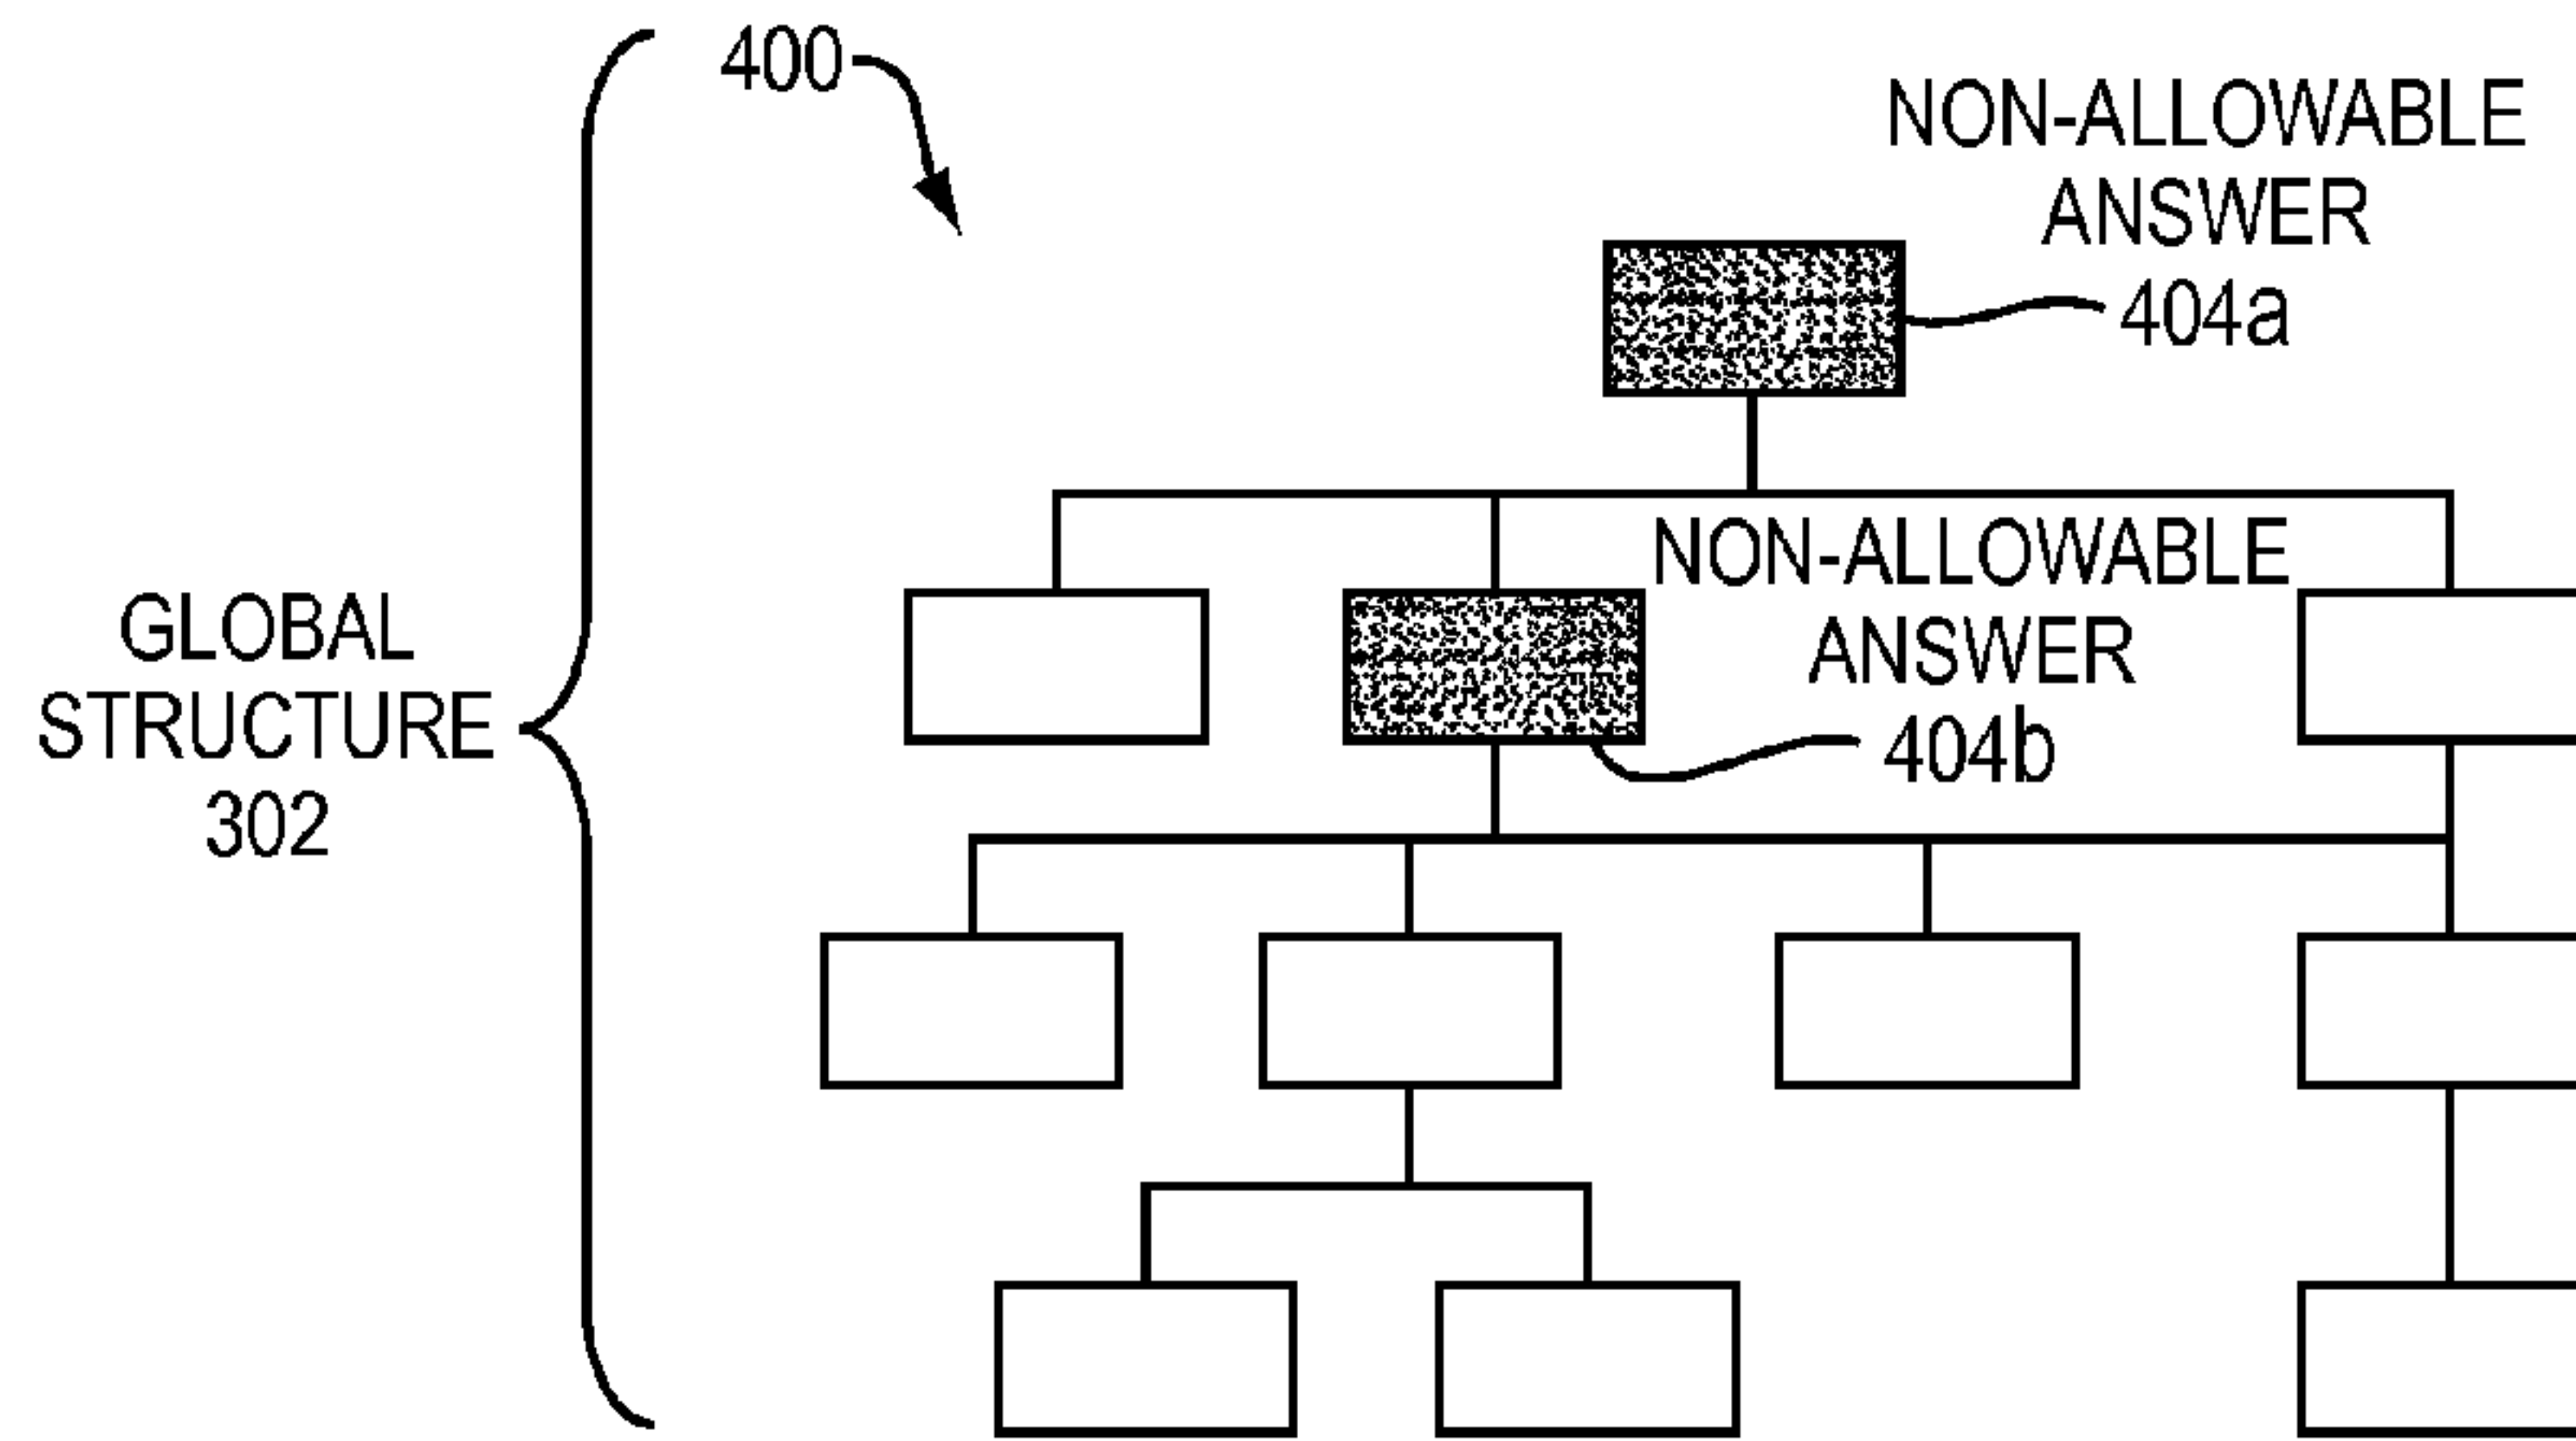 400
NON-ALLOWABLE
ANSWER
404a
NON-ALLOWABLE
ANSWER
404b
GLOBAL
STRUCTURE
302